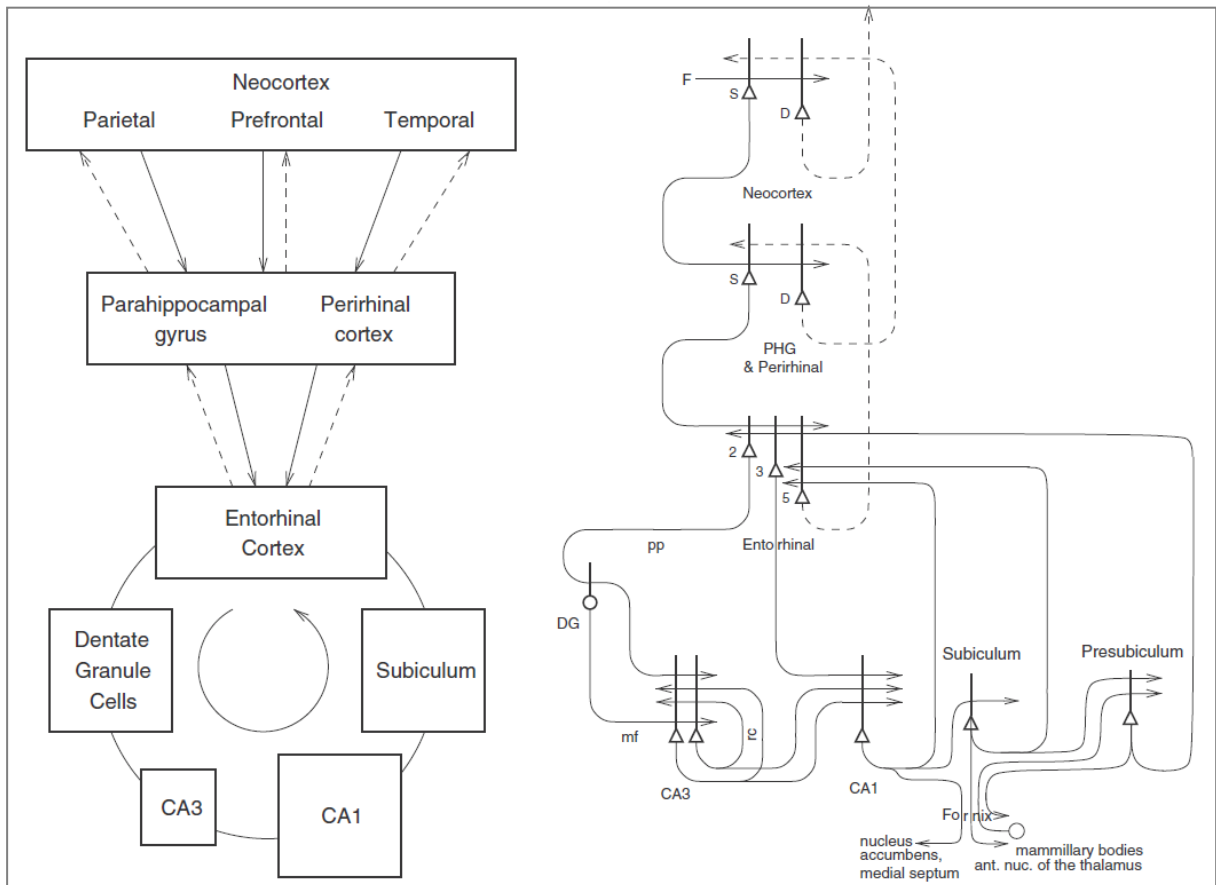 Neocortex
Parietal Prefrontal Temporal
Parahippocampal
gyrus
Perirhinal
cortex
Entorhinal
Cortex
Dentate
Granule
Cells
Subiculum
CA3
CA1
F
S
D
Neocortex
S
D
PHG
& Perirhinal
2
3
5
pp
Entorhinal
DG
Subiculum
Presubiculum
mf
rc
CA3
CA1
Fornix
nucleus
accumbens,
medial septum
mammillary bodies
ant. nuc. of the thalamus